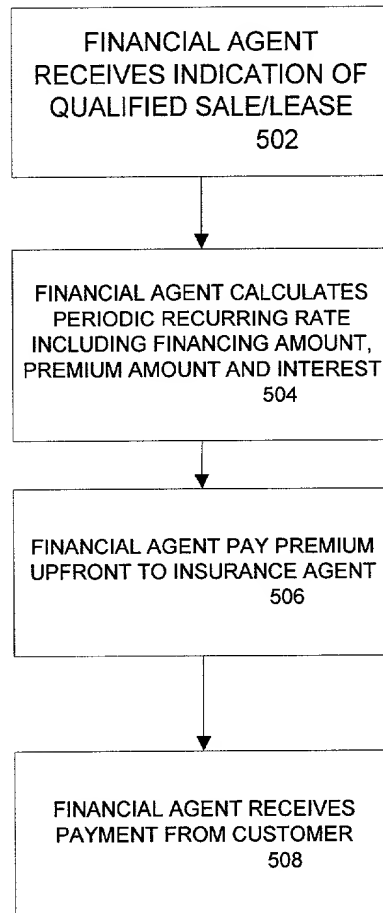 FINANCIAL AGENT
RECEIVES INDICATION OF
QUALIFIED SALE/LEASE
502
FINANCIAL AGENT CALCULATES
PERIODIC RECURRING RATE
INCLUDING FINANCING AMOUNT,
PREMIUM AMOUNT AND INTEREST
504
FINANCIAL AGENT PAY PREMIUM
UPFRONT TO INSURANCE AGENT
506
FINANCIAL AGENT RECEIVES
PAYMENT FROM CUSTOMER
508